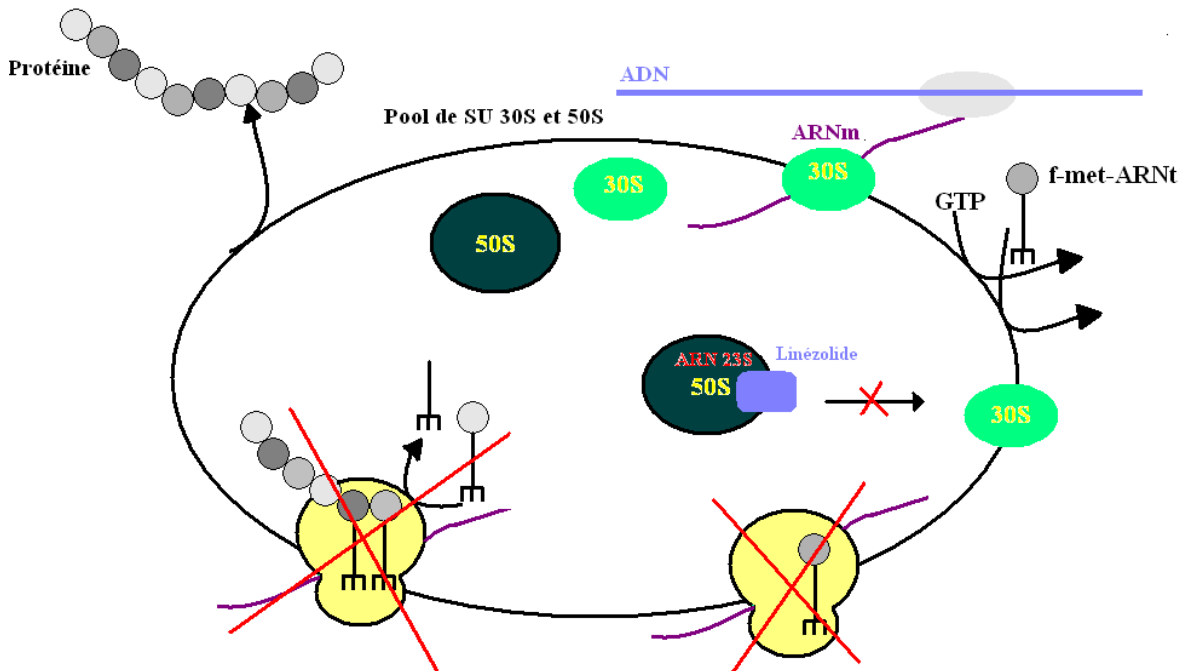 Protéine
ADN
Pool de SU 30S et 50S
ARNm
30S
30S
f-met-ARNt
GTP
50S
ARN 23S
Linézolide
50S
30S